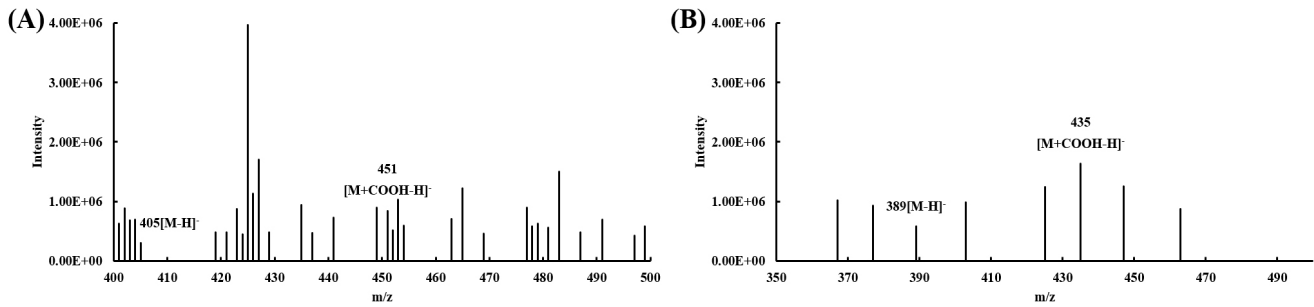 (A)
4.00E+06
3.00E+06
2.00E+06
1.00E+06
0.00E+00
Intensity
405[M-H]-
451
[M+COOH-H]-
400 410 420 430 440 450 460 470 480 490 500
m/z
(B)
4.00E+06
3.00E+06
2.00E+06
1.00E+06
0.00E+00
Intensity
389[M-H]-
435
[M+COOH-H]-
350 370 390 410 430 450 470 490
m/z